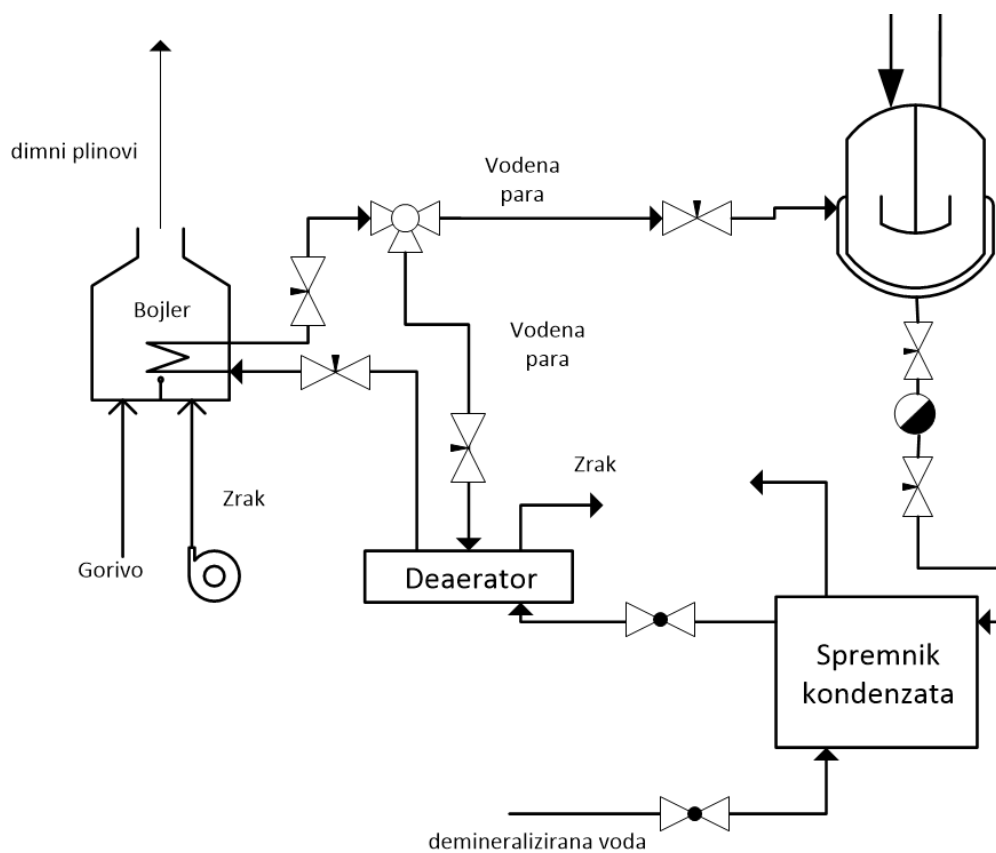 dimni plinovi
Vodena
para
Bojler
Vodena
para
Zrak
Zrak
Gorivo
Deaerator
Spremnik
kondenzata
demineralizirana voda